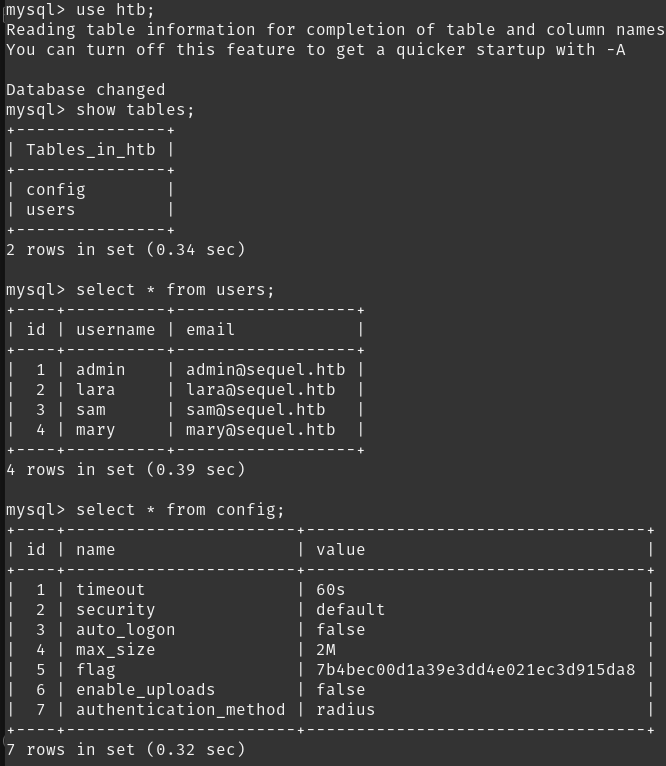 mysql> use htb;
Reading table information for completion of table and column names
You can turn off this feature to get a quicker startup with -A
Database changed
mysql> show tables;
+---------------+
| Tables_in_htb |
+---------------+
| config        |
| users         |
+---------------+
2 rows in set (0.34 sec)
mysql> select * from users;
+----+----------+------------------+
| id | username | email            |
+----+----------+------------------+
|  1 | admin    | admin@sequel.htb |
|  2 | lara     | lara@sequel.htb  |
|  3 | sam      | sam@sequel.htb   |
|  4 | mary     | mary@sequel.htb  |
+----+----------+------------------+
4 rows in set (0.39 sec)
mysql> select * from config;
+----+-----------------------+----------------------------------+
| id | name                  | value                            |
+----+-----------------------+----------------------------------+
|  1 | timeout               | 60s                              |
|  2 | security              | default                          |
|  3 | auto_logon            | false                            |
|  4 | max_size              | 2M                               |
|  5 | flag                  | 7b4bec00d1a39e3dd4e021ec3d915da8 |
|  6 | enable_uploads        | false                            |
|  7 | authentication_method | radius                           |
+----+-----------------------+----------------------------------+
7 rows in set (0.32 sec)